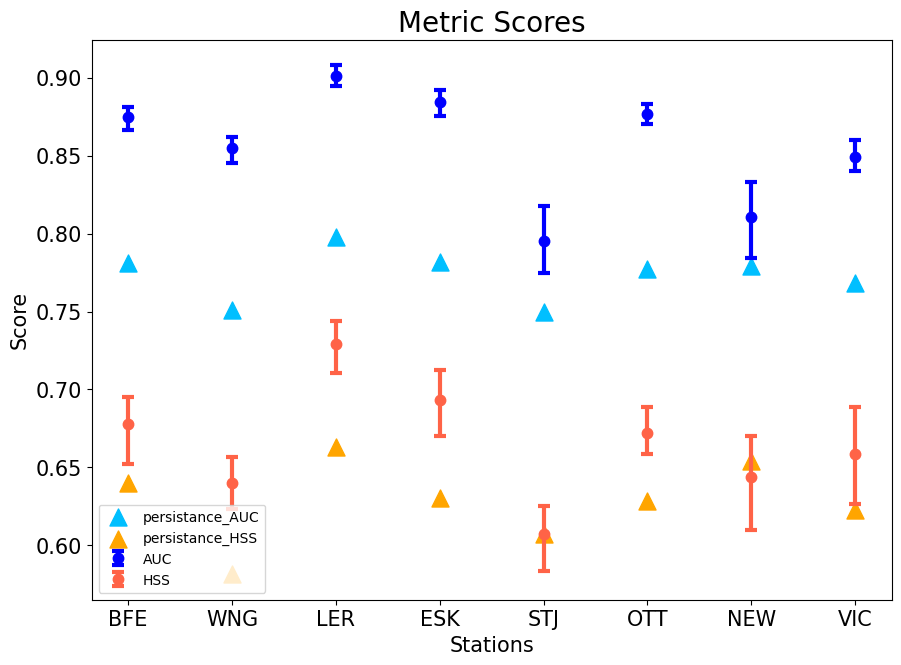 Metric Scores
Score
0.90
0.85
0.80
0.75
0.70
0.65
0.60
persistance_AUC
persistance_HSS
AUC
HSS
BFE WNG LER ESK STJ OTT NEW VIC
Stations